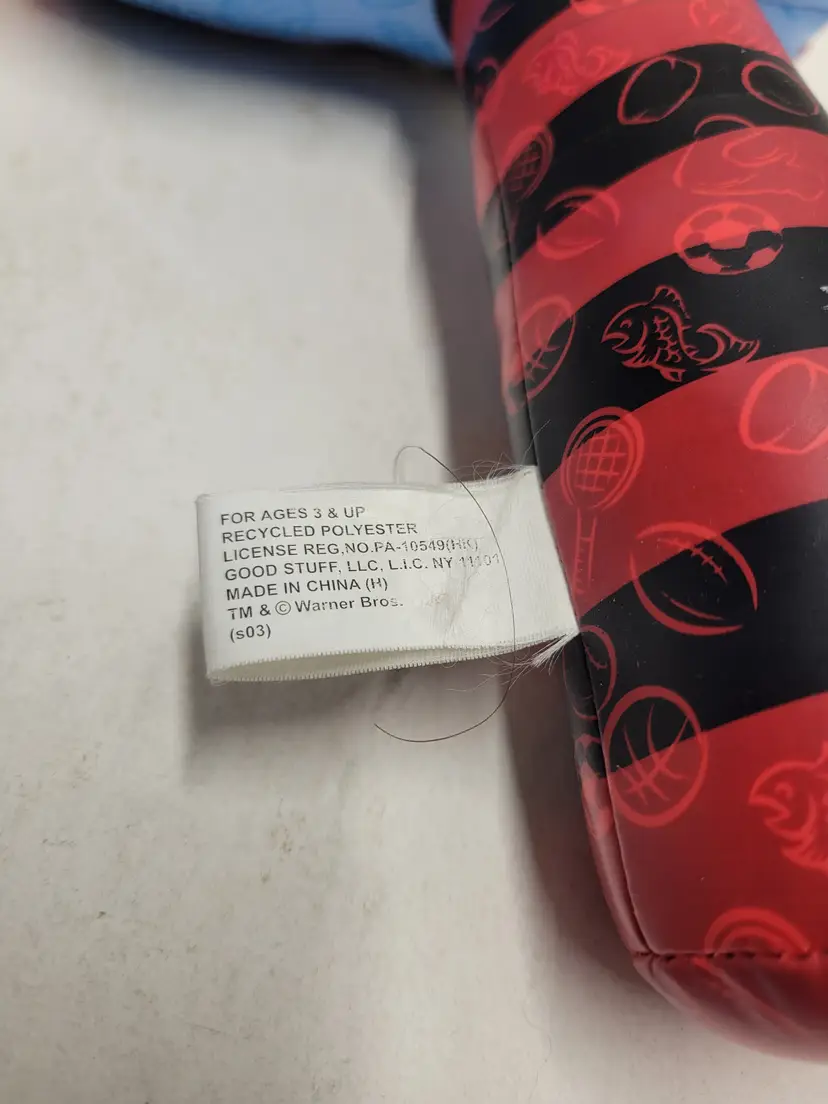 FOR AGES 3 & UP
RECYCLED POLYESTER
LICENSE REG,NO.PA-10549(HK)
GOOD STUFF, LLC, L.I.C. NY 11101
MADE IN CHINA (H)
TM & © Warner Bros.
(s03)